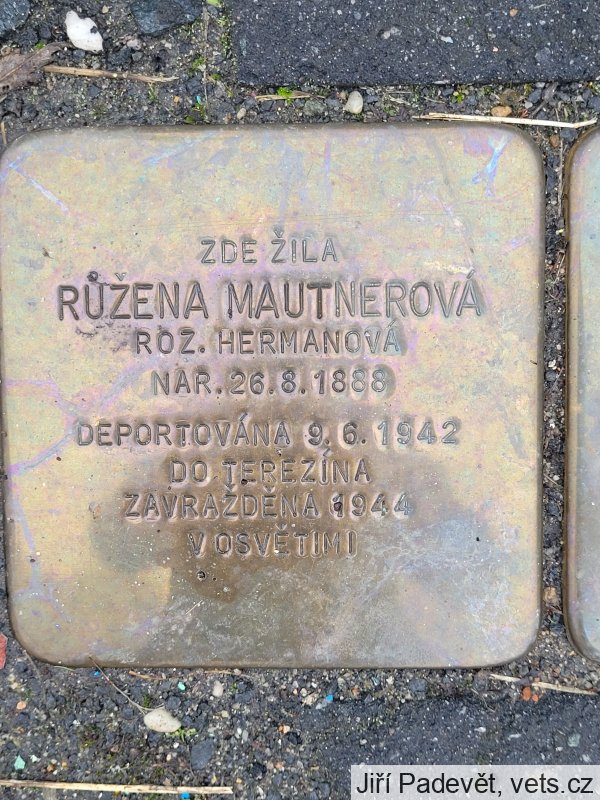 ZDE ŽILA
RŮŽENA MAUTNEROVÁ
ROZ. HERMANOVÁ
NAR. 26.8.1888
DEPORTOVÁNA 9.6.1942
DO TEREZÍNA
ZAVRAŽDĚNA 1944
V OSVĚTIMI
Jiří Padevět, vets.cz